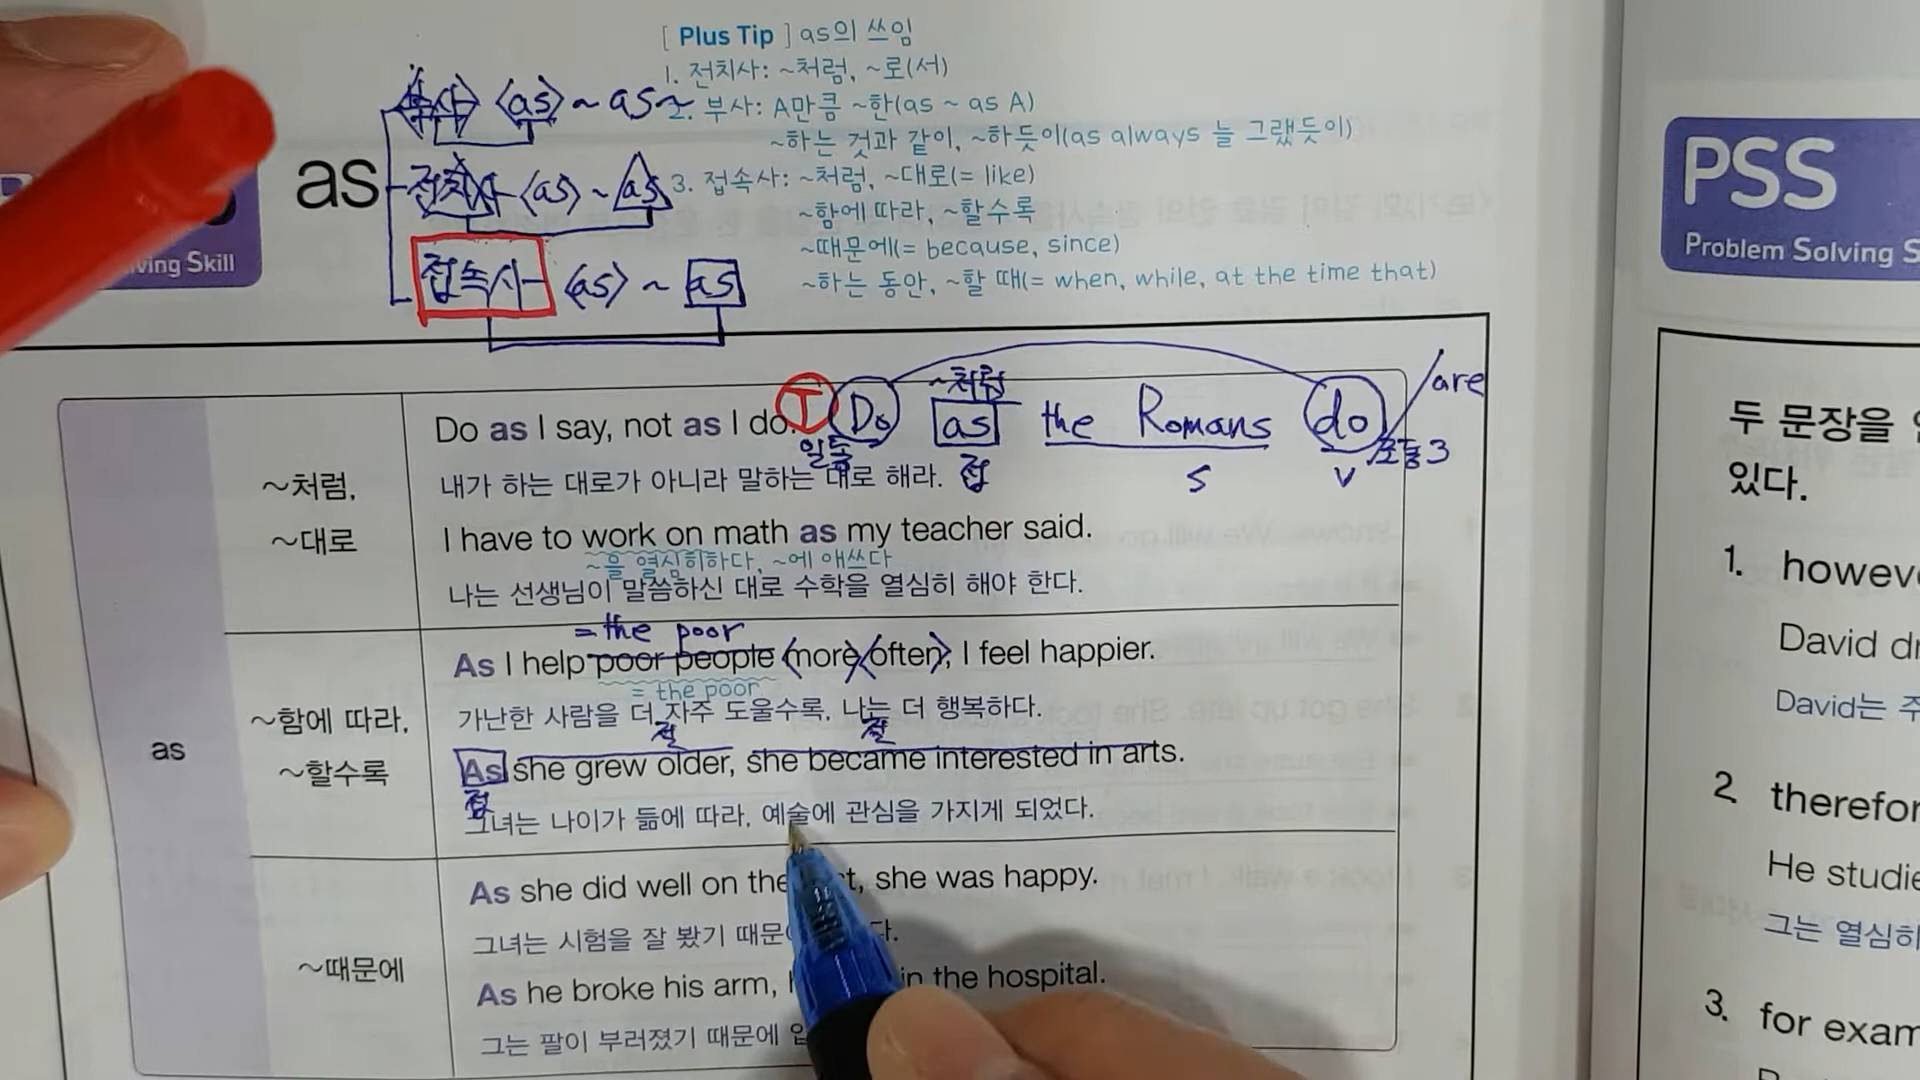 [ Plus Tip ] as의 쓰임
1. 전치사: ~처럼, ~로(서)
부사 <as> ~ as ~
2. 부사: A만큼 ~한(as ~ as A)
~하는 것과 같이, ~하듯이(as always 늘 그랬듯이)
as
전치사 <as> ~ as
3. 접속사: ~처럼, ~대로(= like)
~함에 따라, ~할수록
~때문에(= because, since)
접속사 <as> ~ as
~하는 동안, ~할 때(= when, while, at the time that)
ving Skill
PSS
Problem Solving S
~처럼
/are
T Do as the Romans do
일동 접 S V 초등3
as
~처럼,
~대로
Do as I say, not as I do.
내가 하는 대로가 아니라 말하는 대로 해라.
I have to work on math as my teacher said.
~을 열심히하다, ~에 애쓰다
나는 선생님이 말씀하신 대로 수학을 열심히 해야 한다.
~함에 따라,
~할수록
= the poor
As I help poor people <more> <often>, I feel happier.
= the poor
가난한 사람을 더 자주 도울수록, 나는 더 행복하다.
절 절
As she grew older, she became interested in arts.
접
그녀는 나이가 듦에 따라, 예술에 관심을 가지게 되었다.
~때문에
As she did well on the t, she was happy.
그녀는 시험을 잘 봤기 때문 다.
As he broke his arm, in the hospital.
그는 팔이 부러졌기 때문에
두 문장을
있다.
1. howeve
David dr
David는 주
2. therefor
He studie
그는 열심히
3. for exam